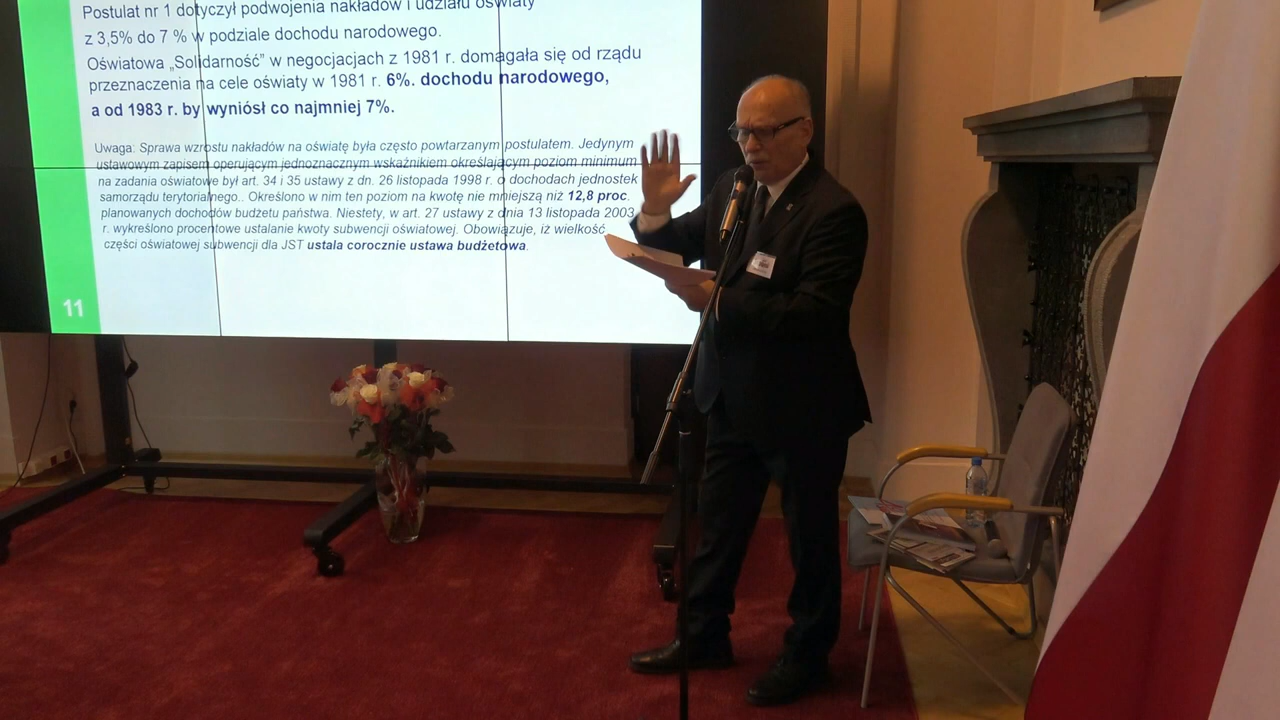 Postulat nr 1 dotyczył podwojenia nakładów i udziału oświaty
z 3,5% do 7 % w podziale dochodu narodowego.
Oświatowa „Solidarność” w negocjacjach z 1981 r. domagała się od rządu
przeznaczenia na cele oświaty w 1981 r. 6%. dochodu narodowego,
a od 1983 r. by wyniósł co najmniej 7%.
Uwaga: Sprawa wzrostu nakładów na oświatę była często powtarzanym postulatem. Jedynym
ustawowym zapisem operującym jednoznacznym wskaźnikiem określającym poziom minimum
na zadania oświatowe był art. 34 i 35 ustawy z dn. 26 listopada 1998 r. o dochodach jednostek
samorządu terytorialnego.. Określono w nim ten poziom na kwotę nie mniejszą niż 12,8 proc.
planowanych dochodów budżetu państwa. Niestety, w art. 27 ustawy z dnia 13 listopada 2003
r. wykreślono procentowe ustalanie kwoty subwencji oświatowej. Obowiązuje, iż wielkość
części oświatowej subwencji dla JST ustala corocznie ustawa budżetowa.
11